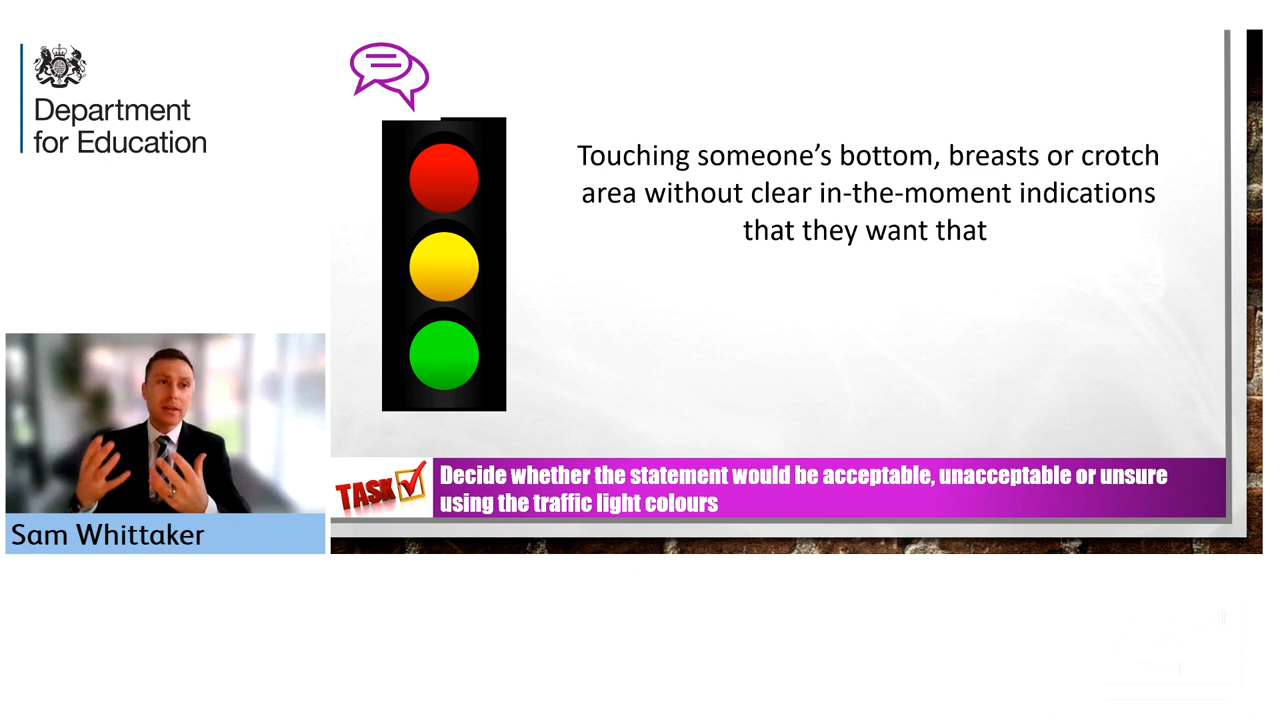 Department
for Education
Touching someone’s bottom, breasts or crotch
area without clear in-the-moment indications
that they want that
TASK
Decide whether the statement would be acceptable, unacceptable or unsure
using the traffic light colours
Sam Whittaker